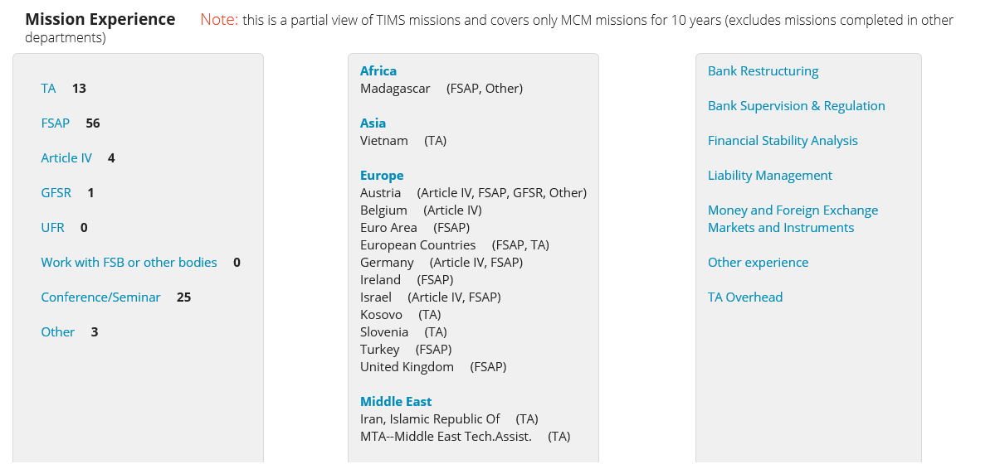 Mission Experience Note: this is a partial view of TIMS missions and covers only MCM missions for 10 years (excludes missions completed in other
departments)
TA 13
FSAP 56
Article IV 4
GFSR 1
UFR 0
Work with FSB or other bodies 0
Conference/Seminar 25
Other 3
Africa
Madagascar (FSAP, Other)
Asia
Vietnam (TA)
Europe
Austria (Article IV, FSAP, GFSR, Other)
Belgium (Article IV)
Euro Area (FSAP)
European Countries (FSAP, TA)
Germany (Article IV, FSAP)
Ireland (FSAP)
Israel (Article IV, FSAP)
Kosovo (TA)
Slovenia (TA)
Turkey (FSAP)
United Kingdom (FSAP)
Middle East
Iran, Islamic Republic Of (TA)
MTA--Middle East Tech.Assist. (TA)
Bank Restructuring
Bank Supervision & Regulation
Financial Stability Analysis
Liability Management
Money and Foreign Exchange
Markets and Instruments
Other experience
TA Overhead